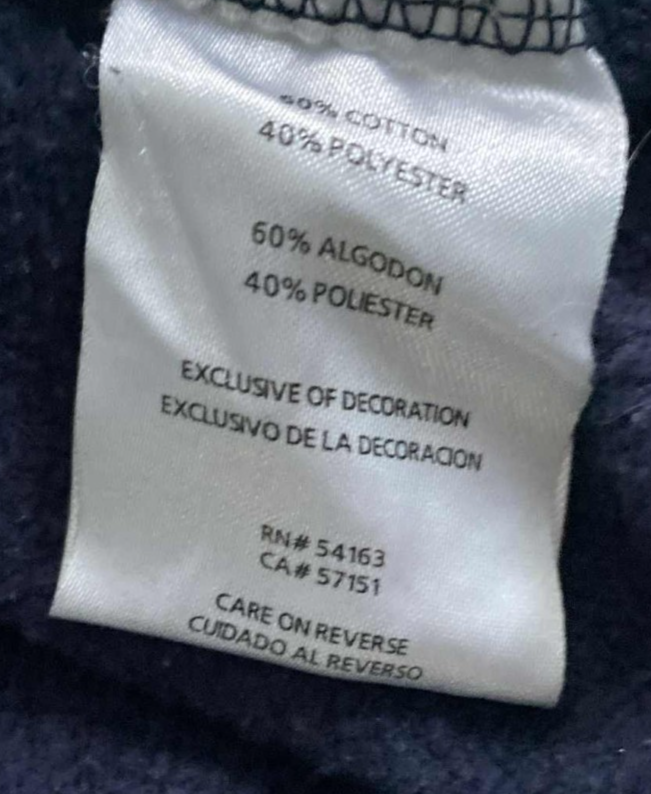 60% COTTON
40% POLYESTER
60% ALGODON
40% POLIESTER
EXCLUSIVE OF DECORATION
EXCLUSIVO DE LA DECORACION
RN# 54163
CA# 57151
CARE ON REVERSE
CUIDADO AL REVERSO